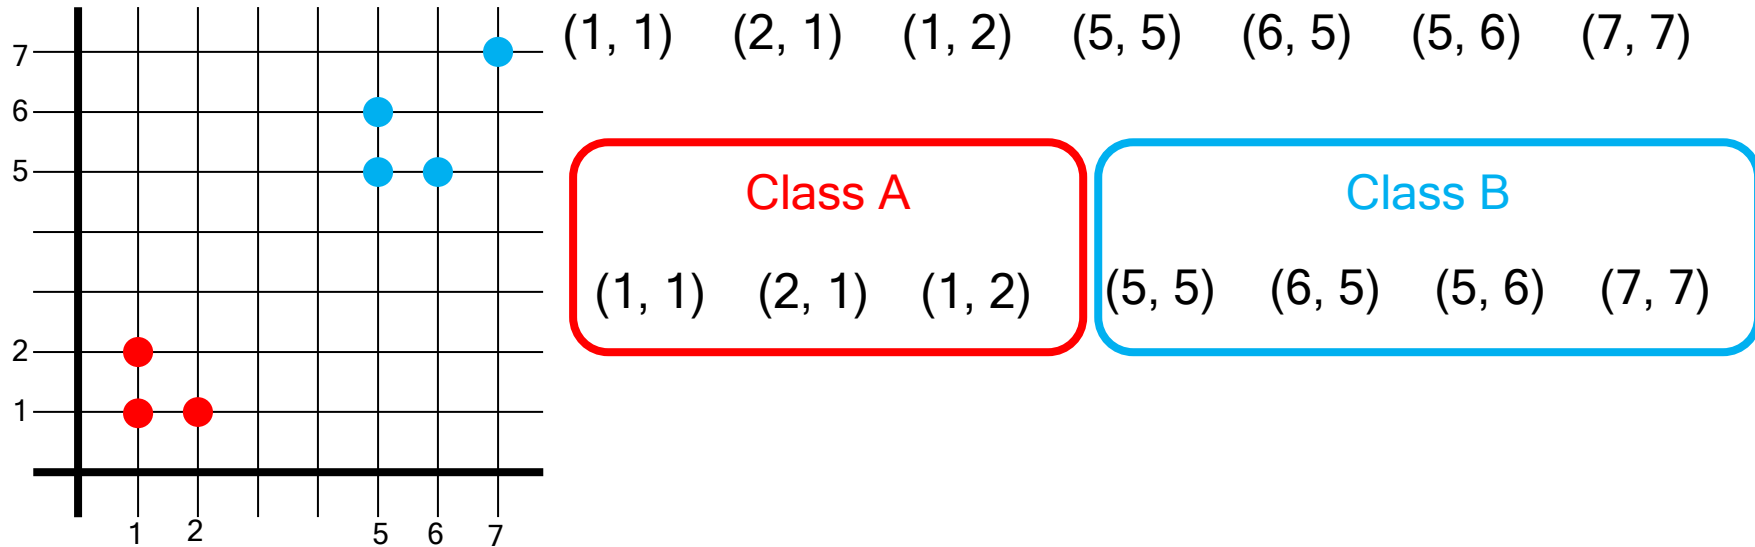 (1, 1) (2, 1) (1, 2) (5, 5) (6, 5) (5, 6) (7, 7)
7
6
5
2
1
1 2 5 6 7
Class A
(1, 1) (2, 1) (1, 2)
Class B
(5, 5) (6, 5) (5, 6) (7, 7)